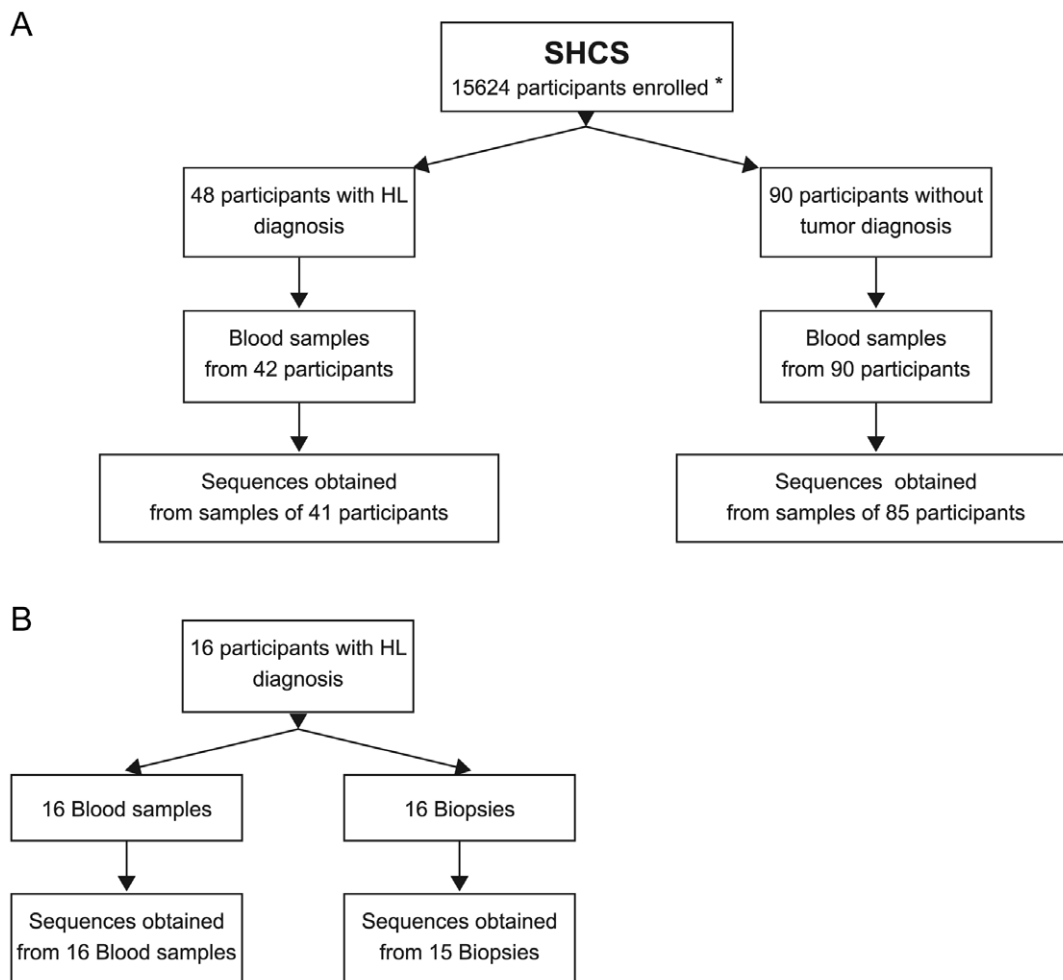 A
SHCS
15624 participants enrolled *
48 participants with HL
diagnosis
90 participants without
tumor diagnosis
Blood samples
from 42 participants
Blood samples
from 90 participants
Sequences obtained
from samples of 41 participants
Sequences obtained
from samples of 85 participants
B
16 participants with HL
diagnosis
16 Blood samples
16 Biopsies
Sequences obtained
from 16 Blood samples
Sequences obtained
from 15 Biopsies